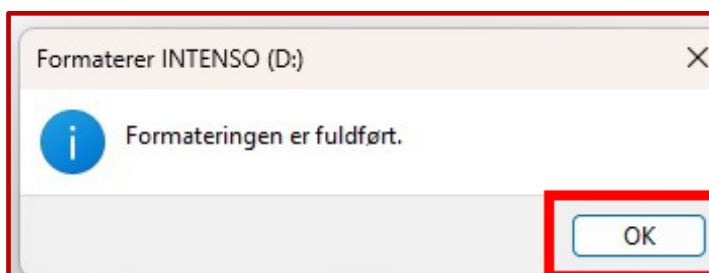 Formaterer INTENSO (D:)
Formateringen er fuldført.
OK